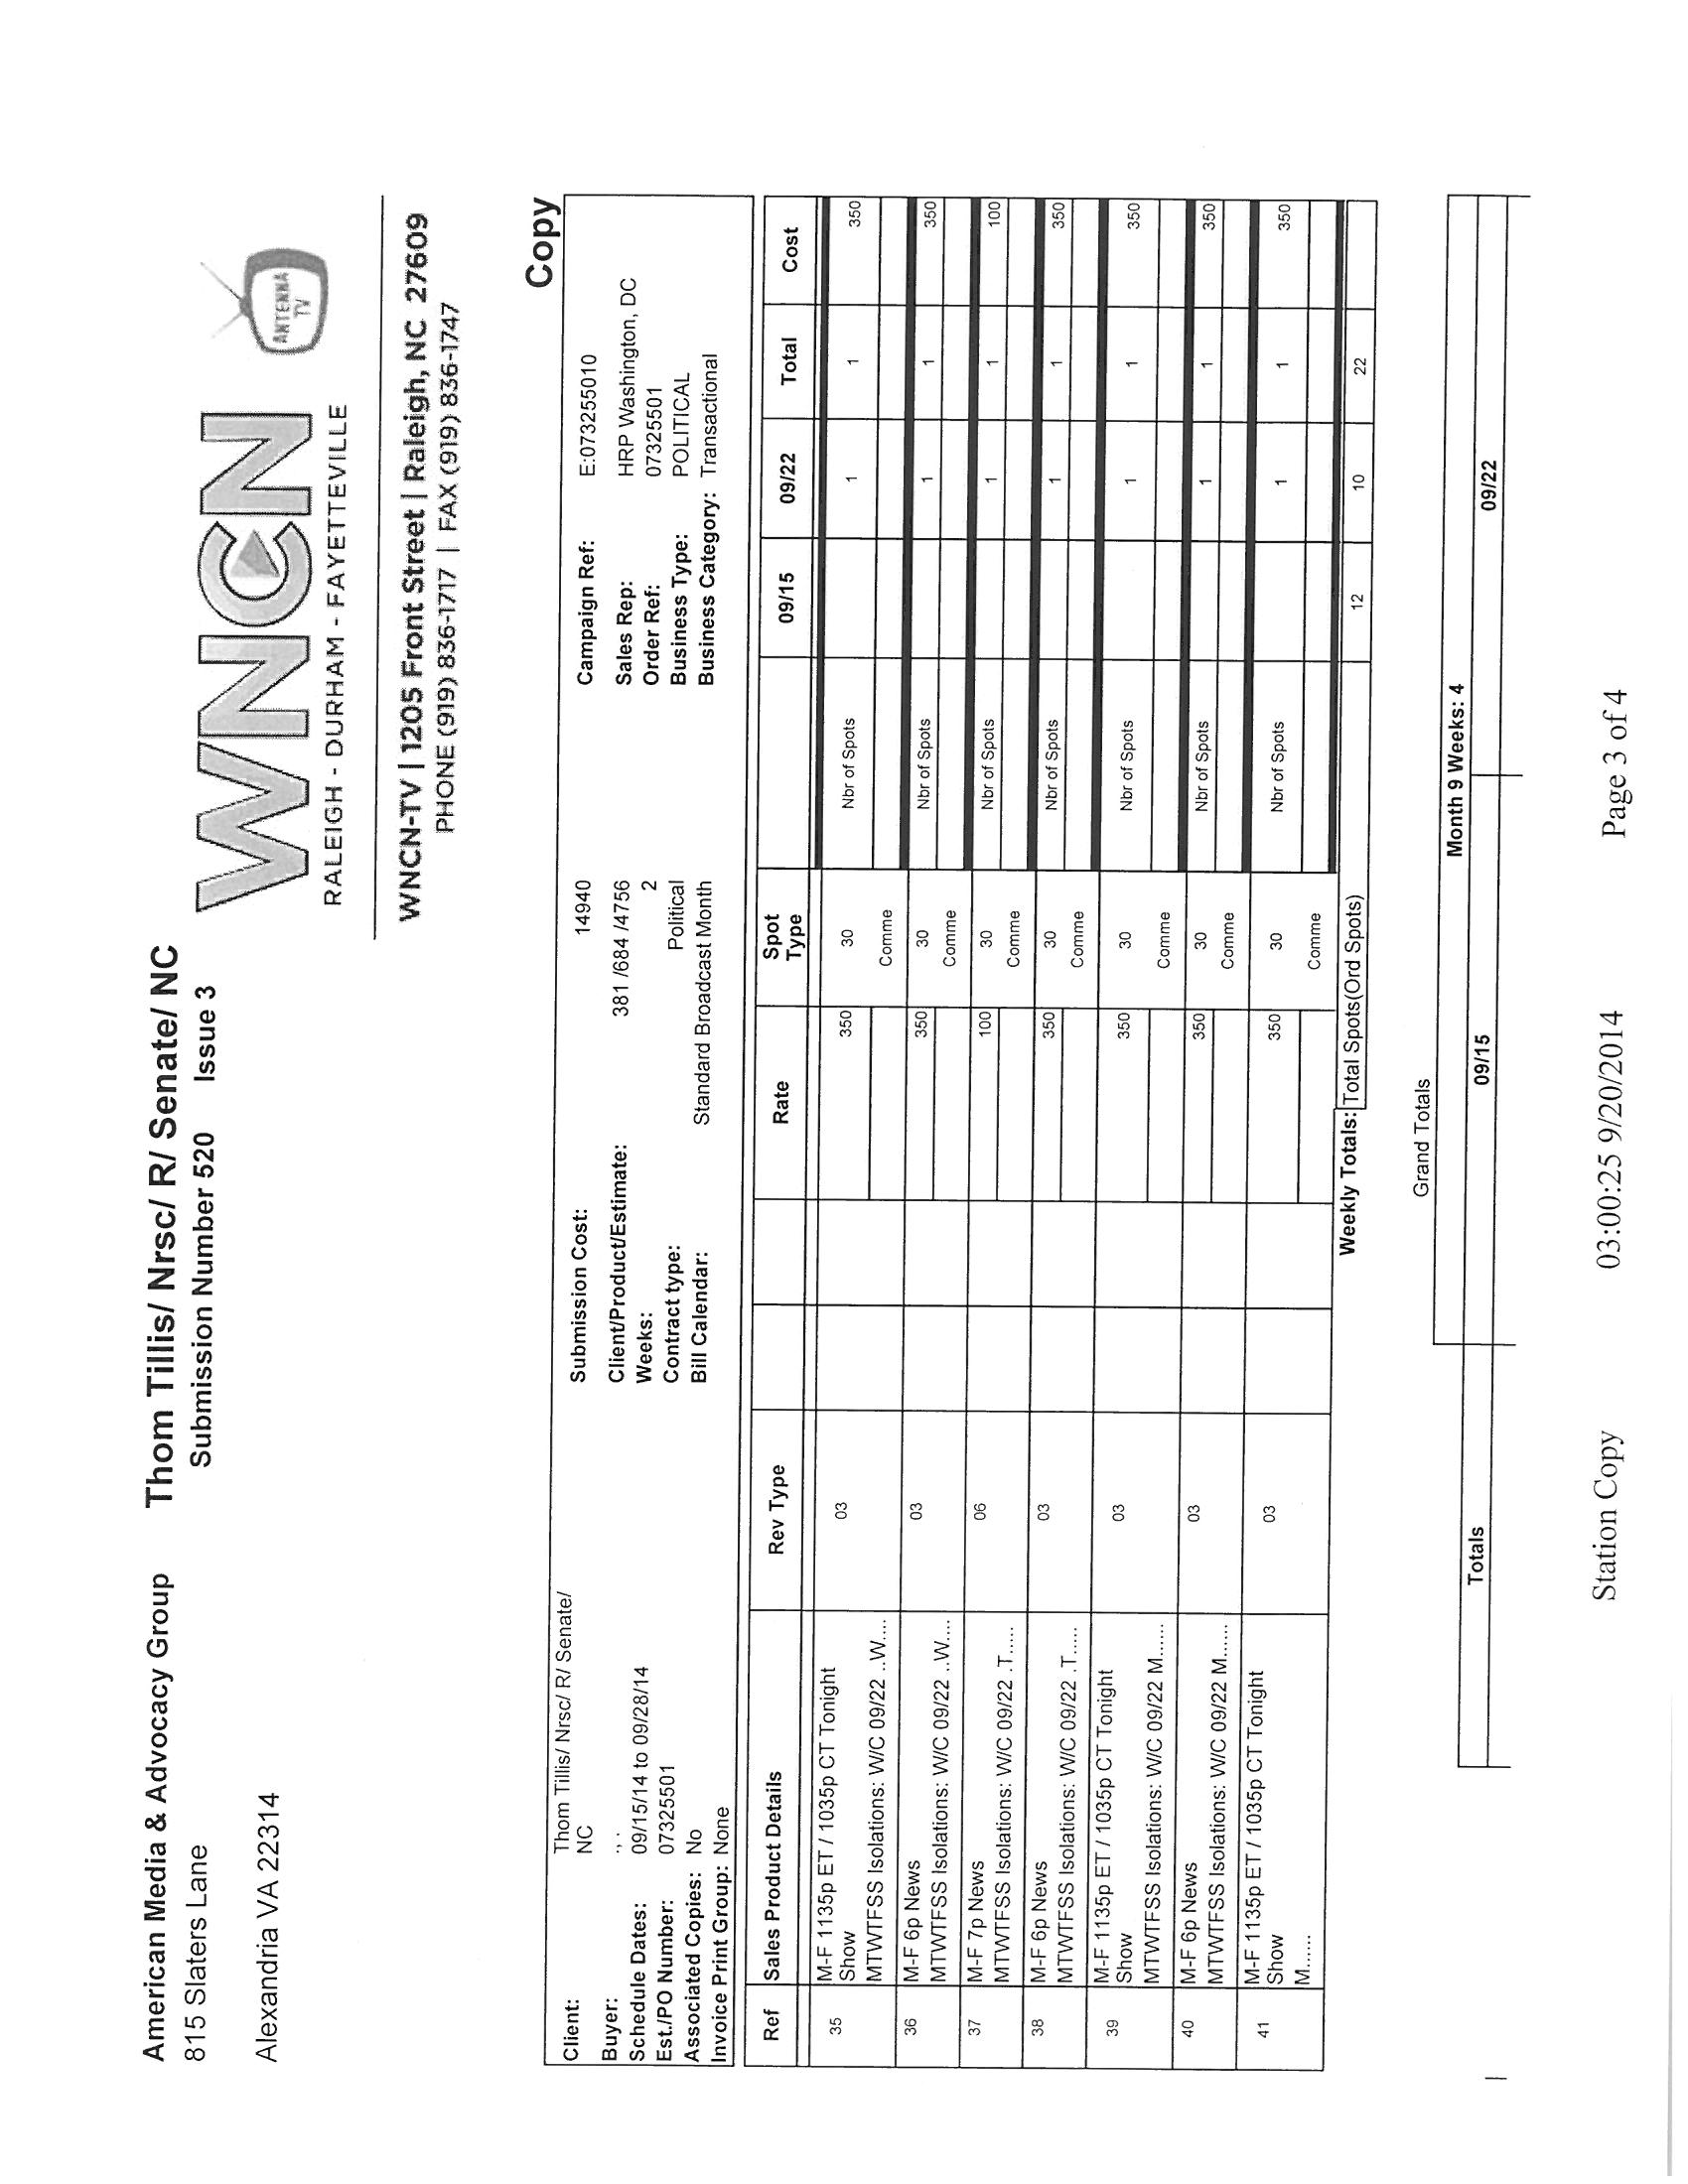 American Media & Advocacy Group
815 Slaters Lane
Alexandria VA 22314
Thom Tillis/ Nrsc/ R/ Senate/ NC
Submission Number 520 Issue 3
WNCN
ANTENNA
TV
RALEIGH - DURHAM - FAYETTEVILLE
WNCN-TV | 1205 Front Street | Raleigh, NC 27609
PHONE (919) 836-1717 | FAX (919) 836-1747
Copy
Client: Thom Tillis/ Nrsc/ R/ Senate/
NC
Buyer: , .
Schedule Dates: 09/15/14 to 09/28/14
Est./PO Number: 07325501
Associated Copies: No
Invoice Print Group: None
Submission Cost: 14940
Client/Product/Estimate: 381 /684 /4756
Weeks: 2
Contract type: Political
Bill Calendar: Standard Broadcast Month
Campaign Ref: E:073255010
Sales Rep: HRP Washington, DC
Order Ref: 07325501
Business Type: POLITICAL
Business Category: Transactional
Ref Sales Product Details Rev Type Rate Spot Type 09/15 09/22 Total Cost
35 M-F 1135p ET / 1035p CT Tonight 03 350 30 Nbr of Spots 1 1 350
Show
MTWTFSS Isolations: W/C 09/22 ..W.... Comme
36 M-F 6p News 03 350 30 Nbr of Spots 1 1 350
MTWTFSS Isolations: W/C 09/22 ..W.... Comme
37 M-F 7p News 06 100 30 Nbr of Spots 1 1 100
MTWTFSS Isolations: W/C 09/22 .T..... Comme
38 M-F 6p News 03 350 30 Nbr of Spots 1 1 350
MTWTFSS Isolations: W/C 09/22 .T..... Comme
39 M-F 1135p ET / 1035p CT Tonight 03 350 30 Nbr of Spots 1 1 350
Show
MTWTFSS Isolations: W/C 09/22 M...... Comme
40 M-F 6p News 03 350 30 Nbr of Spots 1 1 350
MTWTFSS Isolations: W/C 09/22 M...... Comme
41 M-F 1135p ET / 1035p CT Tonight 03 350 30 Nbr of Spots 1 1 350
Show
M...... Comme
Weekly Totals: Total Spots(Ord Spots) 12 10 22
Grand Totals
Month 9 Weeks: 4
Totals 09/15 09/22
Station Copy 03:00:25 9/20/2014 Page 3 of 4